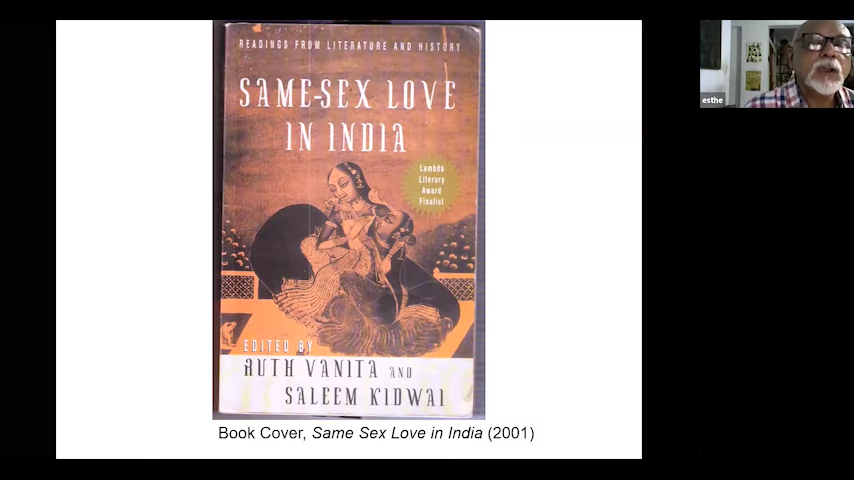 READINGS FROM LITERATURE AND HISTORY
SAME-SEX LOVE
IN INDIA
Lambda
Literary
Award
Finalist
EDITED BY
RUTH VANITA AND
SALEEM KIDWAI
Book Cover, Same Sex Love in India (2001)
esthe